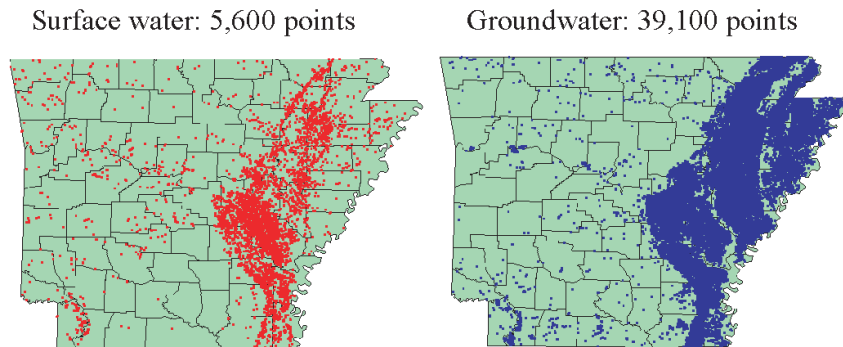 Surface water: 5,600 points
Groundwater: 39,100 points